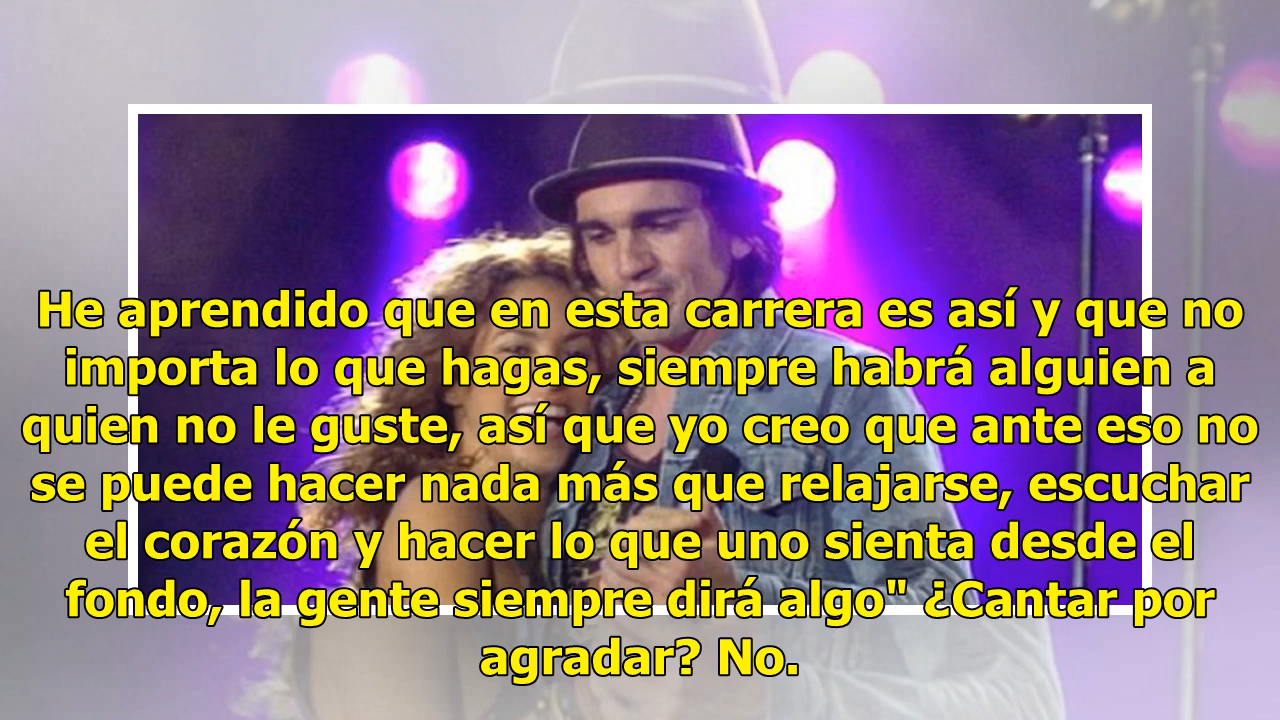 He aprendido que en esta carrera es así y que no
importa lo que hagas, siempre habrá alguien a
quien no le guste, así que yo creo que ante eso no
se puede hacer nada más que relajarse, escuchar
el corazón y hacer lo que uno sienta desde el
fondo, la gente siempre dirá algo" ¿Cantar por
agradar? No.